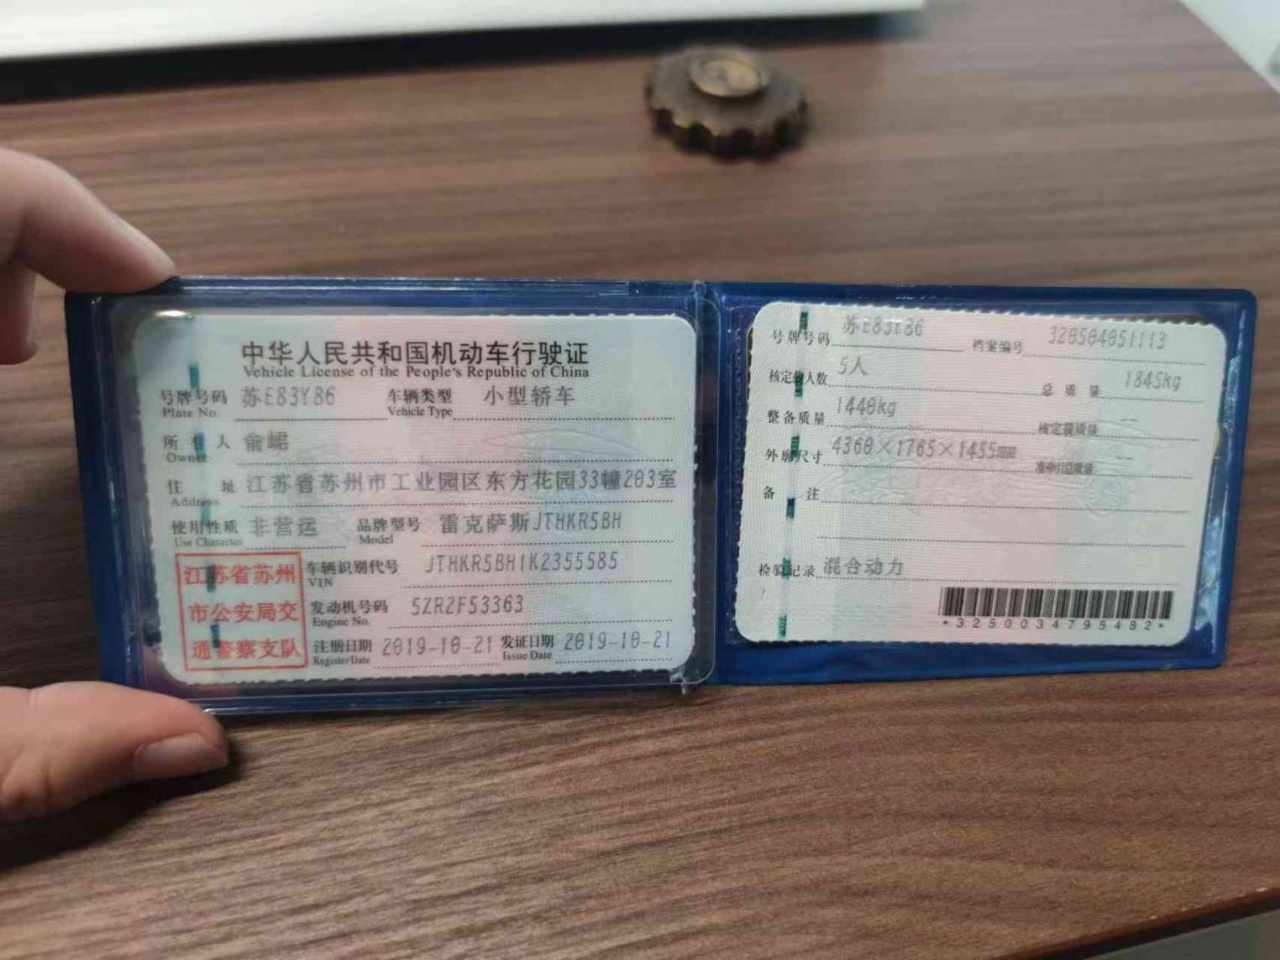 中华人民共和国机动车行驶证
Vehicle License of the People's Republic of China
号牌号码 苏E83Y86 车辆类型 小型轿车
Plate No. Vehicle Type
所有人 俞崌
Owner
住址 江苏省苏州市工业园区东方花园33幢203室
Address
使用性质 非营运 品牌型号 雷克萨斯JTHKR5BH
Use Character Model
江苏省苏州
市公安局交
通警察支队
车辆识别代号 JTHKR5BH1K2355585
VIN
发动机号码 5ZR2F53363
Engine No.
注册日期 2019-10-21 发证日期 2019-10-21
Register Date Issue Date
号牌号码 苏E83Y86 档案编号 320504051113
核定载人数 5人 总质量 1845kg
整备质量 1440kg 核定载质量 --
外廓尺寸 4360×1765×1455mm 准牵引总质量 --
备注
检验记录 混合动力
*3250034795482*